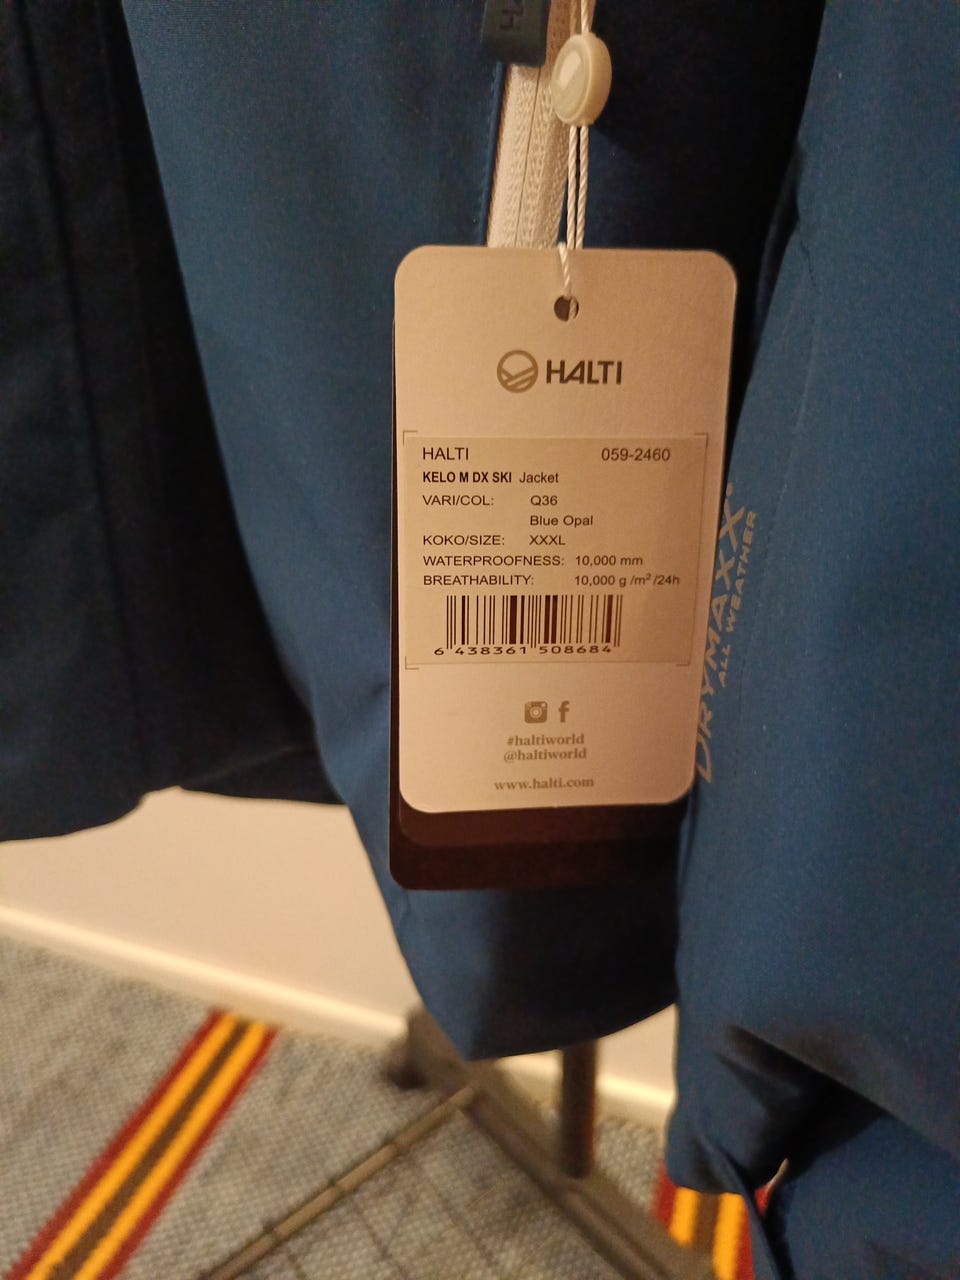 HALTI
HALTI 059-2460
KELO M DX SKI Jacket
VARI/COL: Q36
Blue Opal
KOKO/SIZE: XXXL
WATERPROOFNESS: 10,000 mm
BREATHABILITY: 10,000 g /m²/24h
6 438361 508684
#haltiworld
@haltiworld
www.halti.com
DRYMAXX®
ALL WEATHER